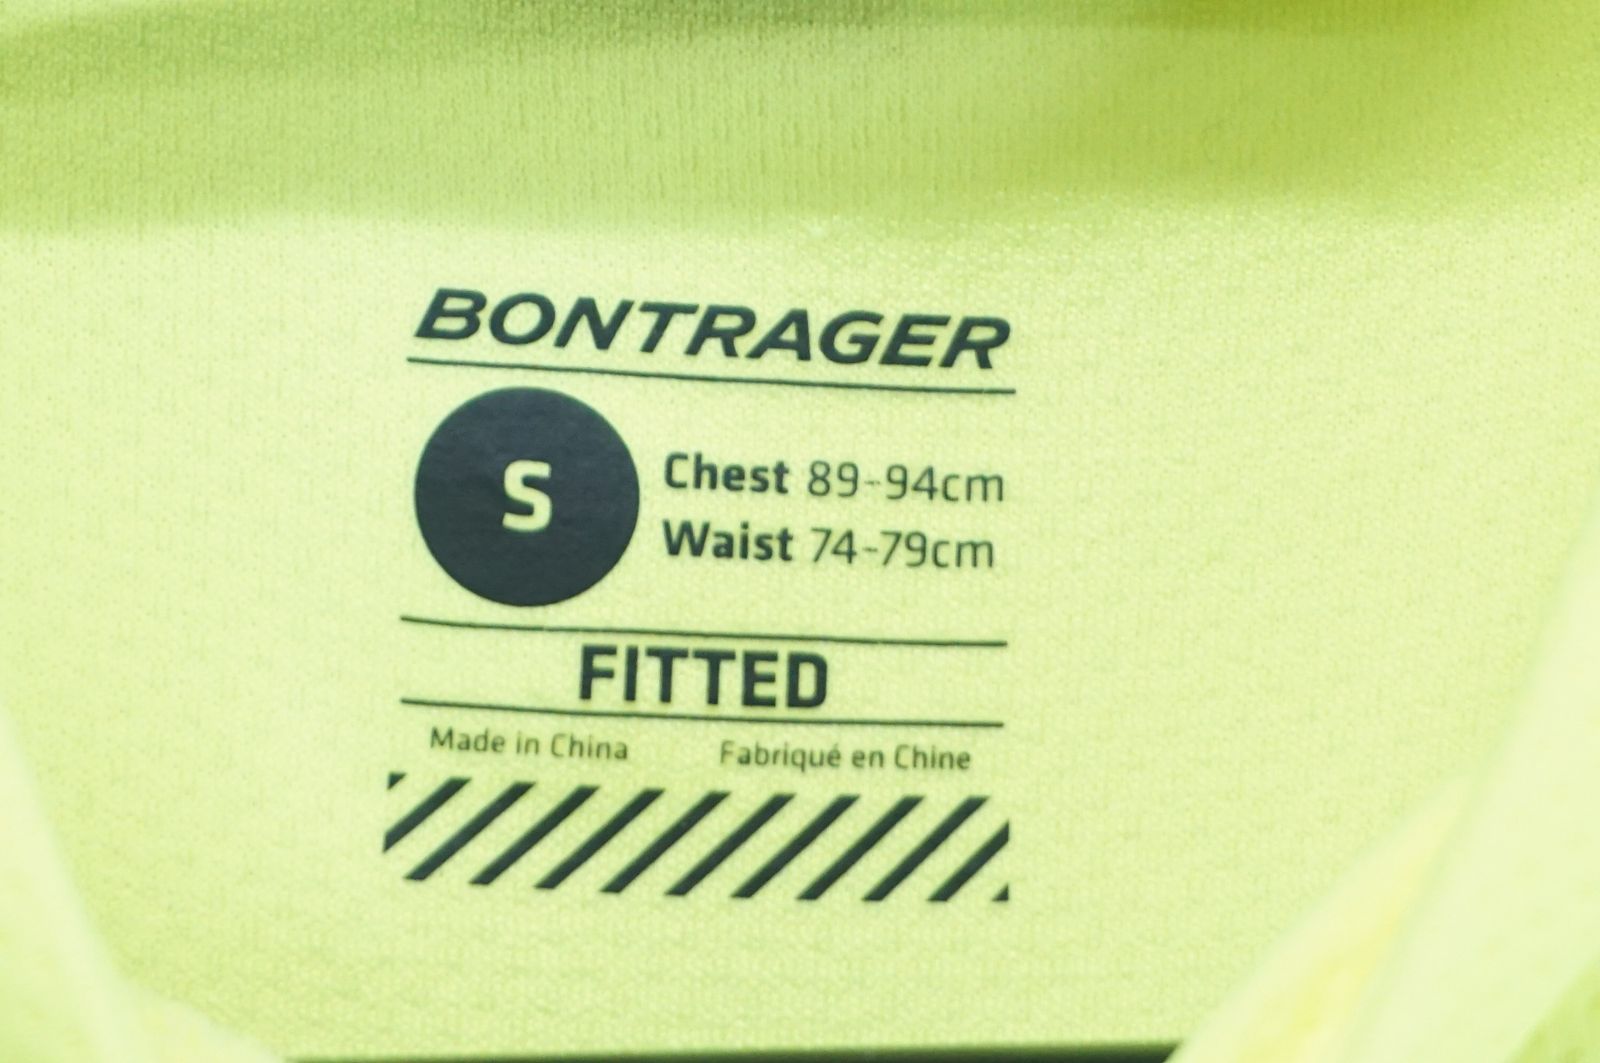 BONTRAGER
S
Chest 89-94cm
Waist 74-79cm
FITTED
Made in China Fabriqué en Chine